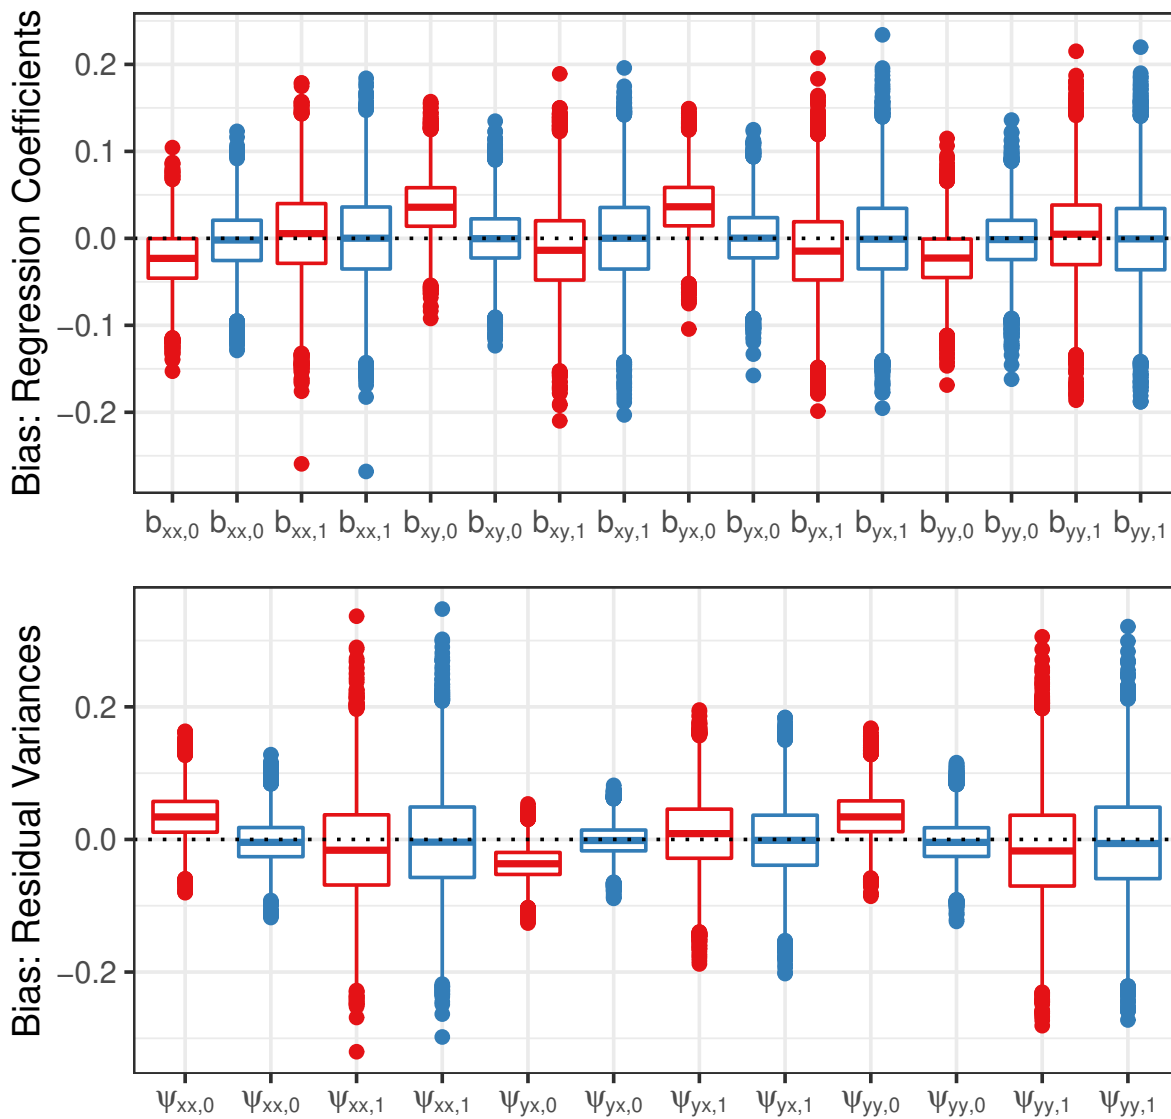 Bias: Regression Coefficients
0.2
0.1
0.0
−0.1
−0.2
bxx,0 bxx,0 bxx,1 bxx,1 bxy,0 bxy,0 bxy,1 bxy,1 byx,0 byx,0 byx,1 byx,1 byy,0 byy,0 byy,1 byy,1
Bias: Residual Variances
0.2
0.0
−0.2
ψxx,0 ψxx,0 ψxx,1 ψxx,1 ψyx,0 ψyx,0 ψyx,1 ψyx,1 ψyy,0 ψyy,0 ψyy,1 ψyy,1